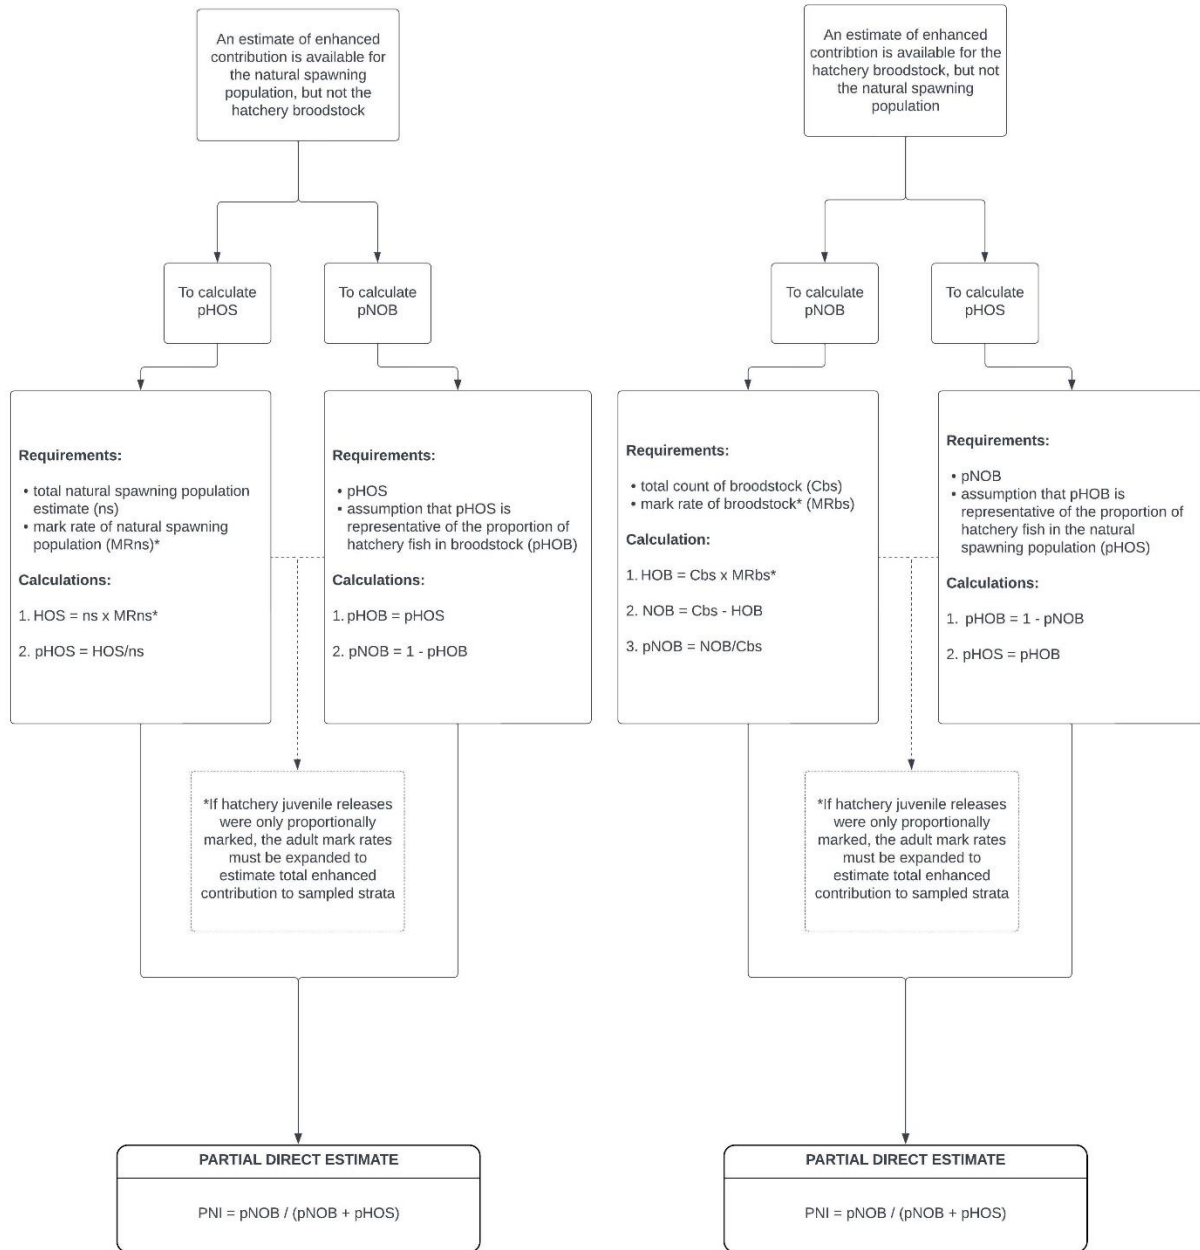 An estimate of enhanced
contribution is available for
the natural spawning
population, but not the
hatchery broodstock
To calculate
pHOS
To calculate
pNOB
Requirements:
• total natural spawning population
estimate (ns)
• mark rate of natural spawning
population (MRns)*
Calculations:
1. HOS = ns x MRns*
2. pHOS = HOS/ns
Requirements:
• pHOS
• assumption that pHOS is
representative of the proportion of
hatchery fish in broodstock (pHOB)
Calculations:
1. pHOB = pHOS
2. pNOB = 1 - pHOB
*If hatchery juvenile releases
were only proportionally
marked, the adult mark rates
must be expanded to
estimate total enhanced
contribution to sampled strata
PARTIAL DIRECT ESTIMATE
PNI = pNOB / (pNOB + pHOS)
An estimate of enhanced
contribtion is available for the
hatchery broodstock, but not
the natural spawning
population
To calculate
pNOB
To calculate
pHOS
Requirements:
• total count of broodstock (Cbs)
• mark rate of broodstock* (MRbs)
Calculation:
1. HOB = Cbs x MRbs*
2. NOB = Cbs - HOB
3. pNOB = NOB/Cbs
Requirements:
• pNOB
• assumption that pHOB is
representative of the proportion of
hatchery fish in the natural
spawning population (pHOS)
Calculations:
1. pHOB = 1 - pNOB
2. pHOS = pHOB
*If hatchery juvenile releases
were only proportionally
marked, the adult mark rates
must be expanded to
estimate total enhanced
contribution to sampled strata
PARTIAL DIRECT ESTIMATE
PNI = pNOB / (pNOB + pHOS)